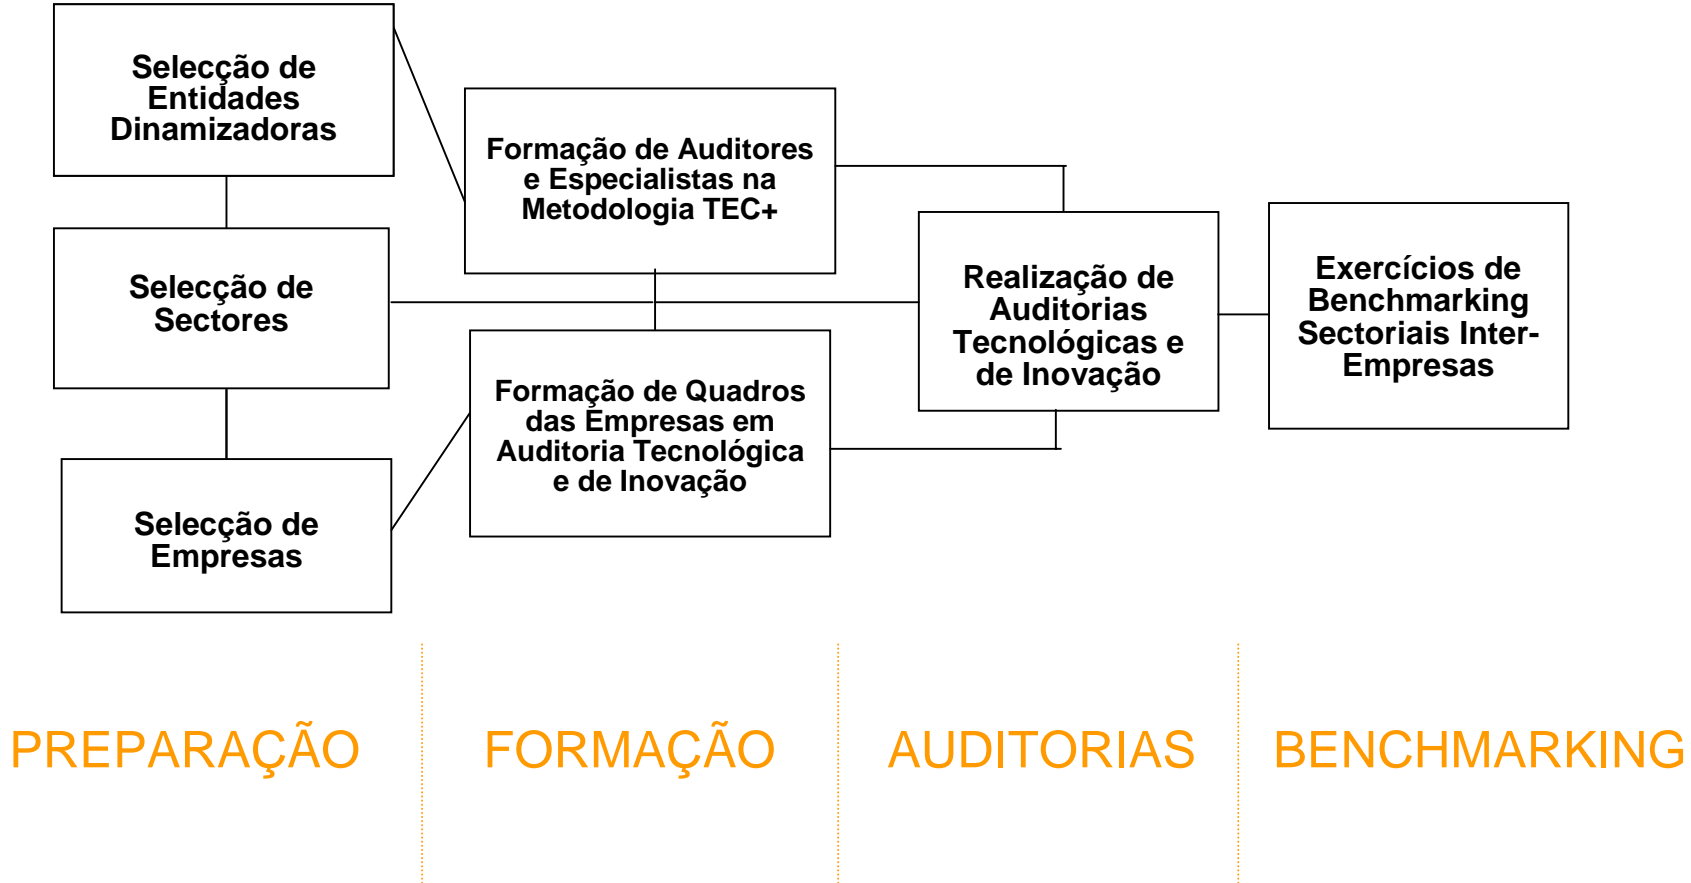 Selecção de
Entidades
Dinamizadoras
Selecção de
Sectores
Selecção de
Empresas
Formação de Auditores
e Especialistas na
Metodologia TEC+
Formação de Quadros
das Empresas em
Auditoria Tecnológica
e de Inovação
Realização de
Auditorias
Tecnológicas e
de Inovação
Exercícios de
Benchmarking
Sectoriais Inter-
Empresas
PREPARAÇÃO
FORMAÇÃO
AUDITORIAS
BENCHMARKING